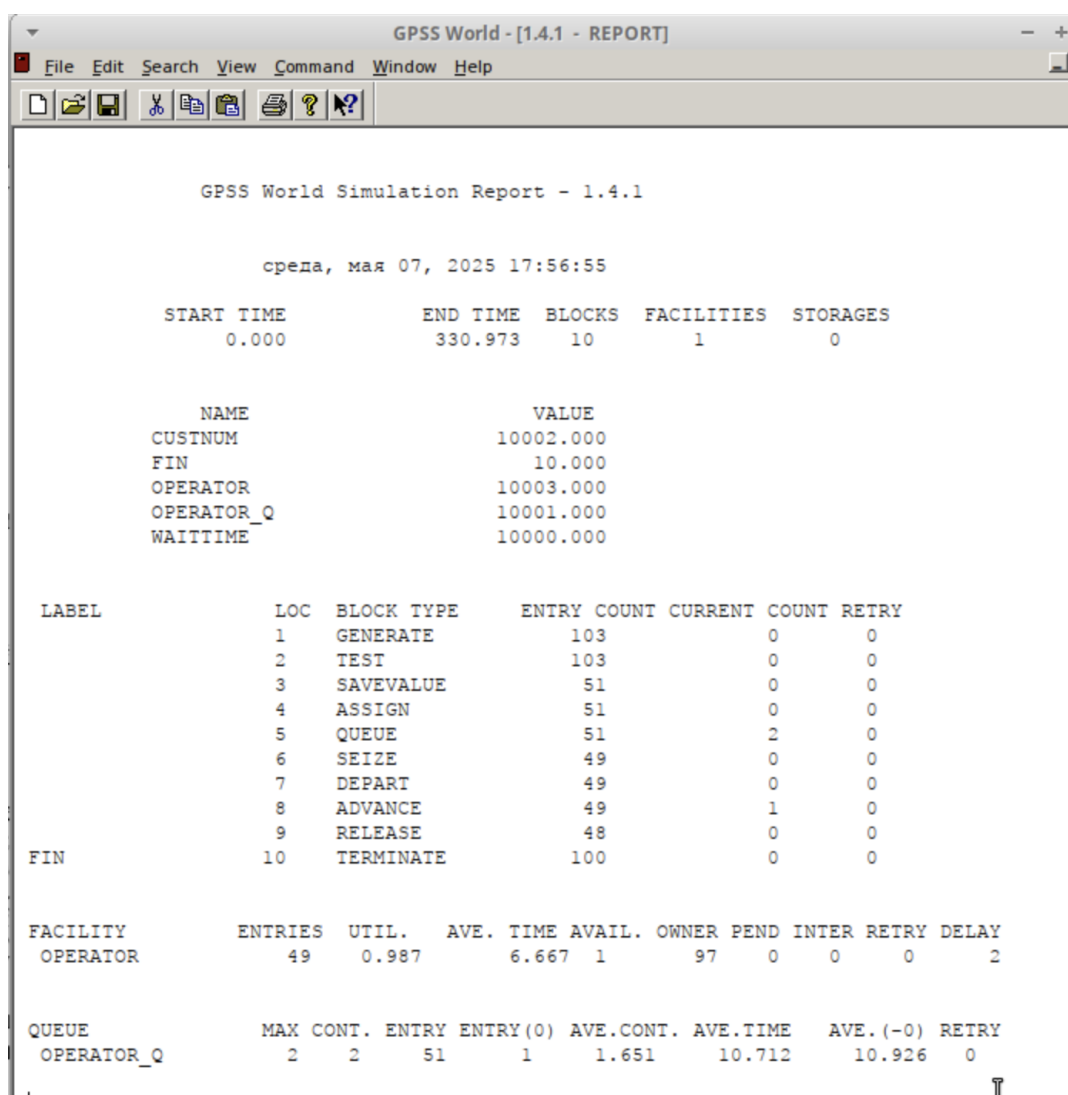 GPSS World - [1.4.1 - REPORT]
File Edit Search View Command Window Help
GPSS World Simulation Report - 1.4.1
среда, мая 07, 2025 17:56:55
START TIME END TIME BLOCKS FACILITIES STORAGES
0.000 330.973 10 1 0
NAME VALUE
CUSTNUM 10002.000
FIN 10.000
OPERATOR 10003.000
OPERATOR_Q 10001.000
WAITTIME 10000.000
LABEL LOC BLOCK TYPE ENTRY COUNT CURRENT COUNT RETRY
1 GENERATE 103 0 0
2 TEST 103 0 0
3 SAVEVALUE 51 0 0
4 ASSIGN 51 0 0
5 QUEUE 51 2 0
6 SEIZE 49 0 0
7 DEPART 49 0 0
8 ADVANCE 49 1 0
9 RELEASE 48 0 0
FIN 10 TERMINATE 100 0 0
FACILITY ENTRIES UTIL. AVE. TIME AVAIL. OWNER PEND INTER RETRY DELAY
OPERATOR 49 0.987 6.667 1 97 0 0 0 2
QUEUE MAX CONT. ENTRY ENTRY(0) AVE.CONT. AVE.TIME AVE.(-0) RETRY
OPERATOR_Q 2 2 51 1 1.651 10.712 10.926 0